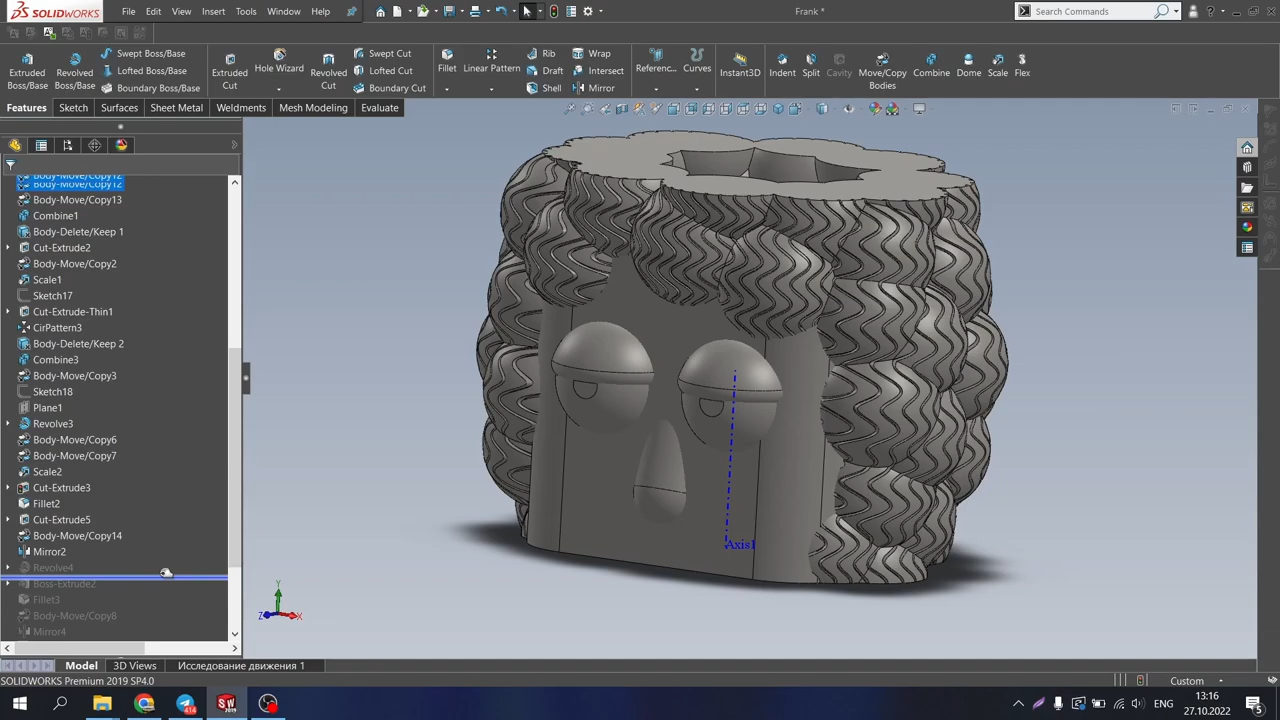 SOLIDWORKS
File Edit View Insert Tools Window Help
Frank *
Search Commands
Extruded Boss/Base
Revolved Boss/Base
Swept Boss/Base
Lofted Boss/Base
Boundary Boss/Base
Extruded Cut
Hole Wizard
Revolved Cut
Swept Cut
Lofted Cut
Boundary Cut
Fillet
Linear Pattern
Rib
Draft
Shell
Wrap
Intersect
Mirror
Referenc...
Curves
Instant3D
Indent
Split
Cavity
Move/Copy Bodies
Combine
Dome
Scale
Flex
Features Sketch Surfaces Sheet Metal Weldments Mesh Modeling Evaluate
Body-Move/Copy12
Body-Move/Copy12
Body-Move/Copy13
Combine1
Body-Delete/Keep 1
Cut-Extrude2
Body-Move/Copy2
Scale1
Sketch17
Cut-Extrude-Thin1
CirPattern3
Body-Delete/Keep 2
Combine3
Body-Move/Copy3
Sketch18
Plane1
Revolve3
Body-Move/Copy6
Body-Move/Copy7
Scale2
Cut-Extrude3
Fillet2
Cut-Extrude5
Body-Move/Copy14
Mirror2
Revolve4
Boss-Extrude2
Fillet3
Body-Move/Copy8
Mirror4
Axis1
Y
Z
X
Model 3D Views Исследование движения 1
SOLIDWORKS Premium 2019 SP4.0
Custom
414
SW
2019
ENG
13:16
27.10.2022
5